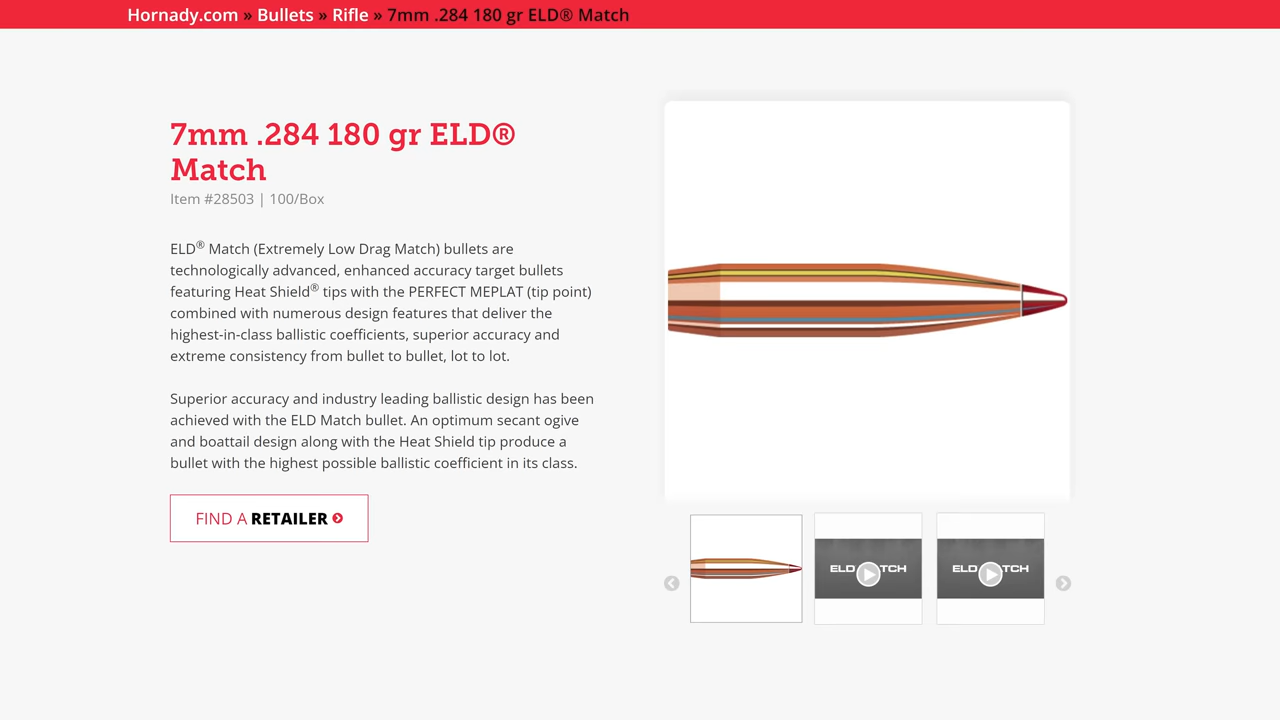 Hornady.com » Bullets » Rifle » 7mm .284 180 gr ELD® Match
7mm .284 180 gr ELD®
Match
Item #28503 | 100/Box
ELD® Match (Extremely Low Drag Match) bullets are
technologically advanced, enhanced accuracy target bullets
featuring Heat Shield® tips with the PERFECT MEPLAT (tip point)
combined with numerous design features that deliver the
highest-in-class ballistic coefficients, superior accuracy and
extreme consistency from bullet to bullet, lot to lot.
Superior accuracy and industry leading ballistic design has been
achieved with the ELD Match bullet. An optimum secant ogive
and boattail design along with the Heat Shield tip produce a
bullet with the highest possible ballistic coefficient in its class.
FIND A RETAILER
ELD TCH
ELD TCH